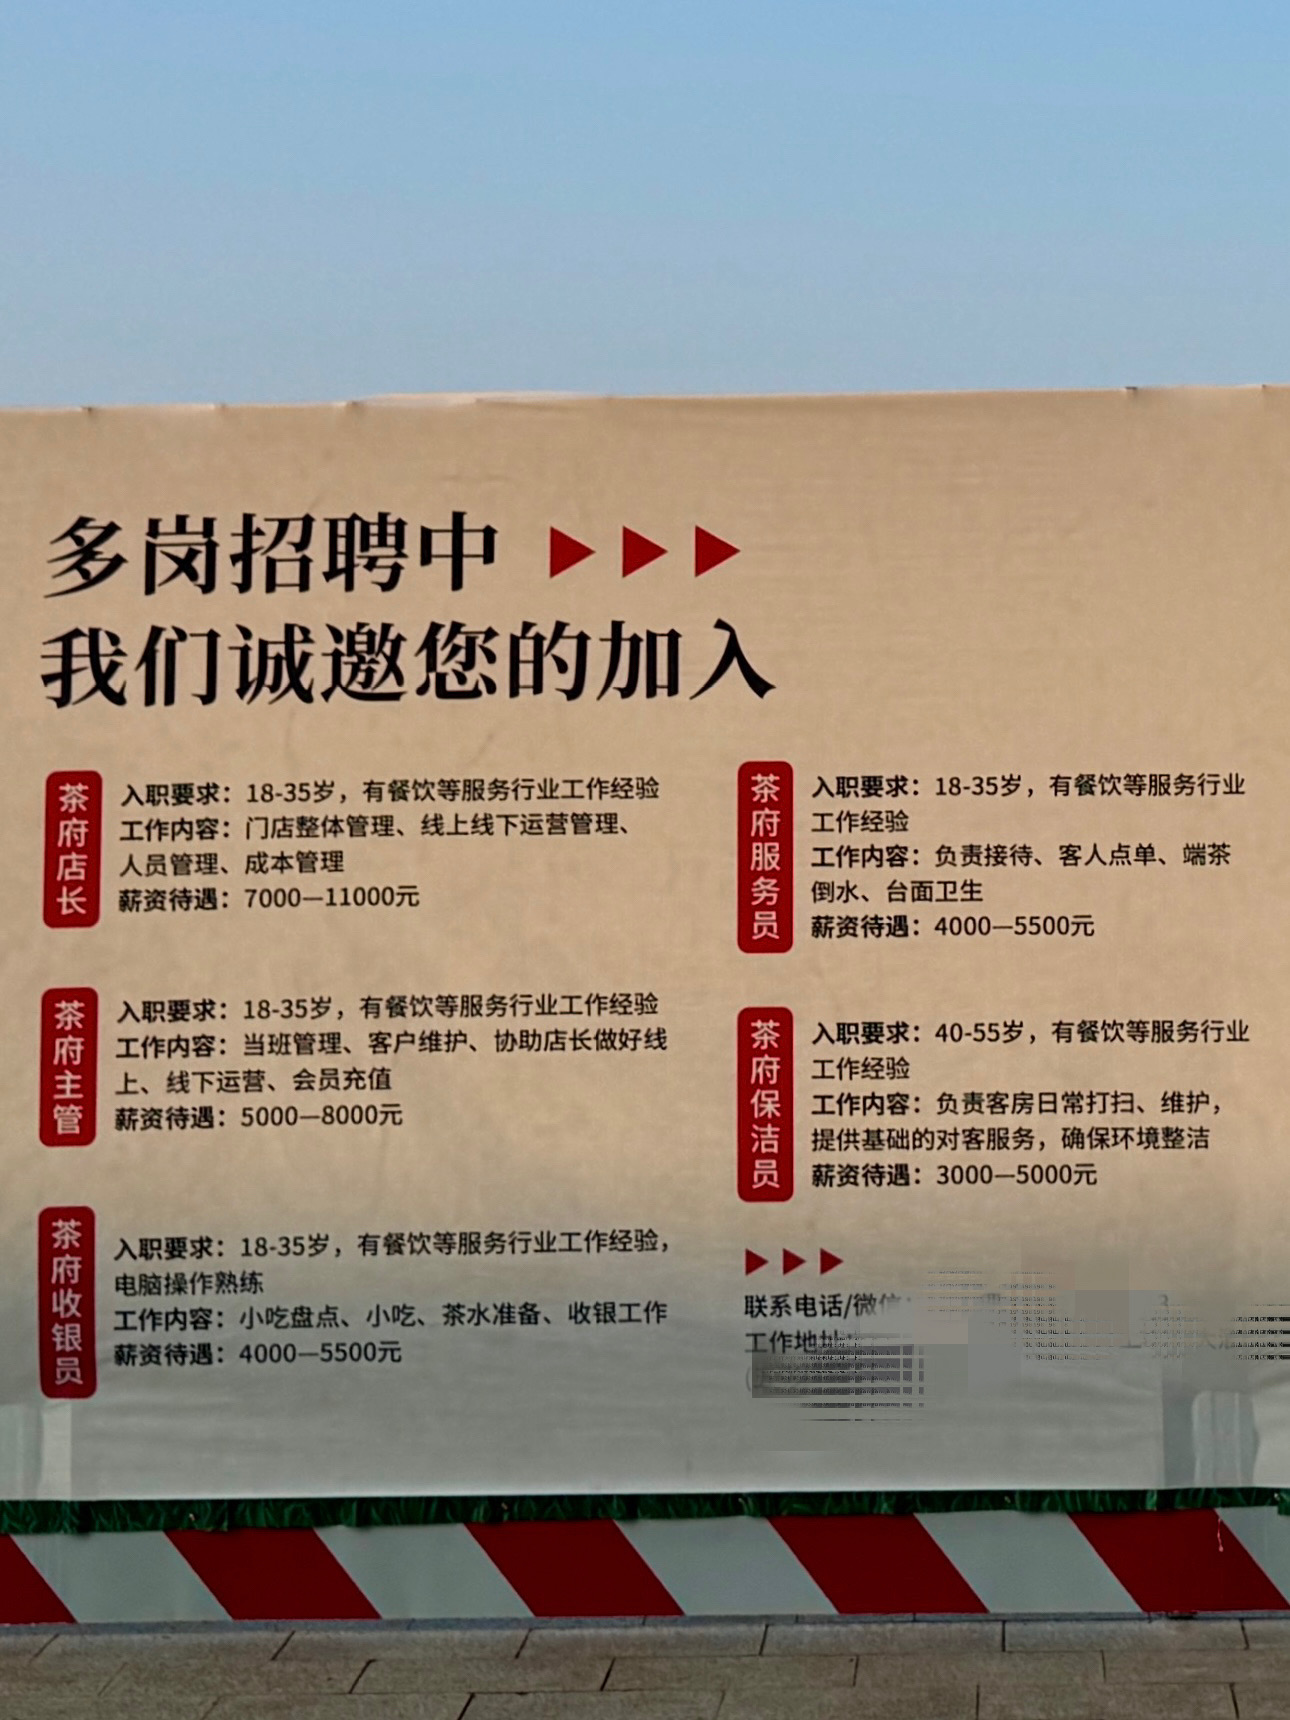 多岗招聘中
我们诚邀您的加入
茶府店长
入职要求：18-35岁，有餐饮等服务行业工作经验
工作内容：门店整体管理、线上线下运营管理、
人员管理、成本管理
薪资待遇：7000—11000元
茶府主管
入职要求：18-35岁，有餐饮等服务行业工作经验
工作内容：当班管理、客户维护、协助店长做好线
上、线下运营、会员充值
薪资待遇：5000—8000元
茶府收银员
入职要求：18-35岁，有餐饮等服务行业工作经验，
电脑操作熟练
工作内容：小吃盘点、小吃、茶水准备、收银工作
薪资待遇：4000—5500元
茶府服务员
入职要求：18-35岁，有餐饮等服务行业
工作经验
工作内容：负责接待、客人点单、端茶
倒水、台面卫生
薪资待遇：4000—5500元
茶府保洁员
入职要求：40-55岁，有餐饮等服务行业
工作经验
工作内容：负责客房日常打扫、维护，
提供基础的对客服务，确保环境整洁
薪资待遇：3000—5000元
联系电话/微信：
工作地址：